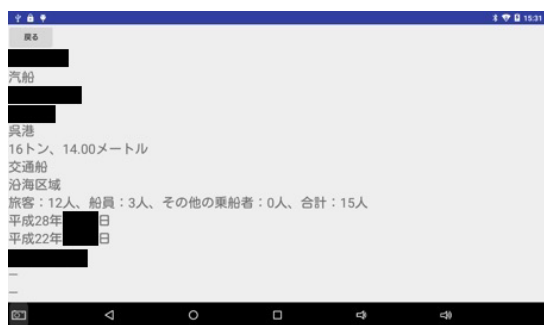 15:31
戻る
汽船
呉港
16トン、14.00メートル
交通船
沿海区域
旅客：12人、船員：3人、その他の乗船者：0人、合計：15人
平成28年 日
平成22年 日
－
－